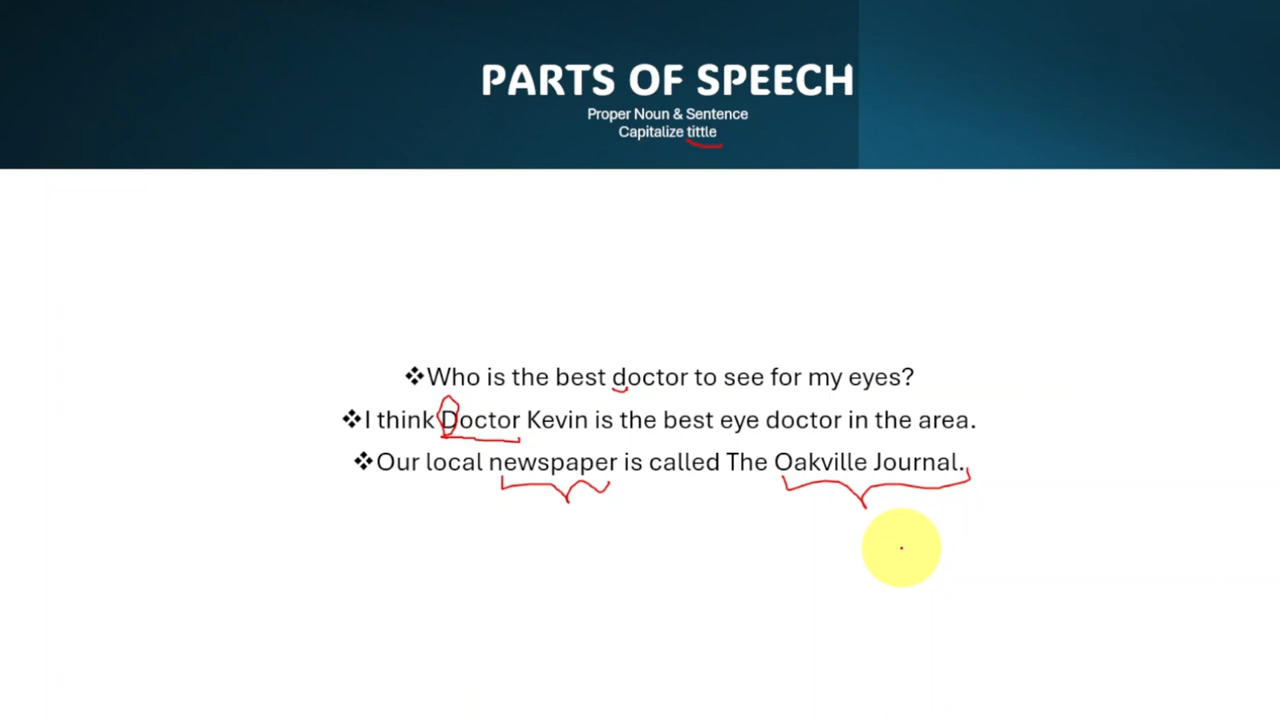 PARTS OF SPEECH
Proper Noun & Sentence
Capitalize tittle
❖Who is the best doctor to see for my eyes?
❖I think Doctor Kevin is the best eye doctor in the area.
❖Our local newspaper is called The Oakville Journal.